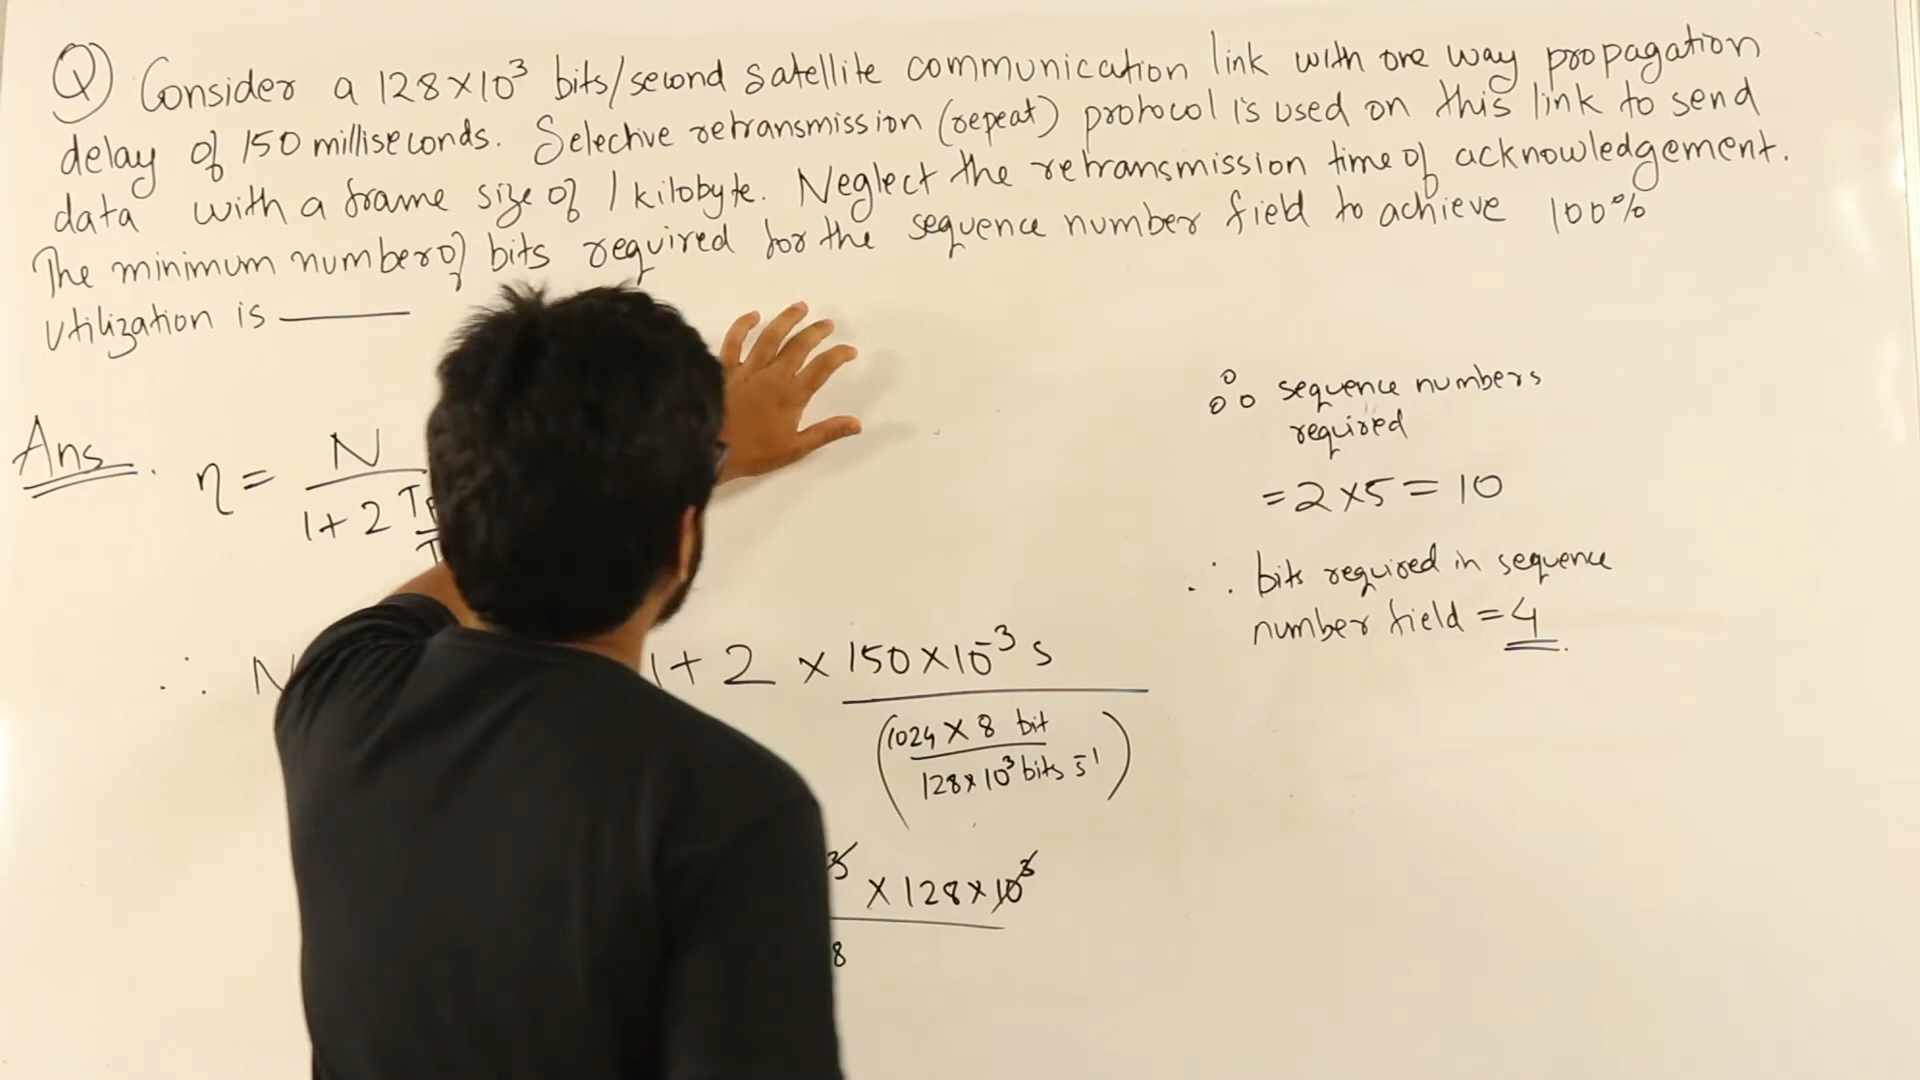 Q) Consider a 128×10³ bits/second satellite communication link with one way propagation
delay of 150 milliseconds. Selective retransmission (repeat) protocol is used on this link to send
data with a frame size of 1 kilobyte. Neglect the retransmission time of acknowledgement.
The minimum number of bits required for the sequence number field to achieve 100%
utilization is ____
Ans.
η = N
1+2 T
∴ N
1+2 × 150×10⁻³ s
(1024 × 8 bit
128×10³ bits s⁻¹)
× 128×10³
8
∴ sequence numbers
required
= 2×5 = 10
∴ bits required in sequence
number field = 4